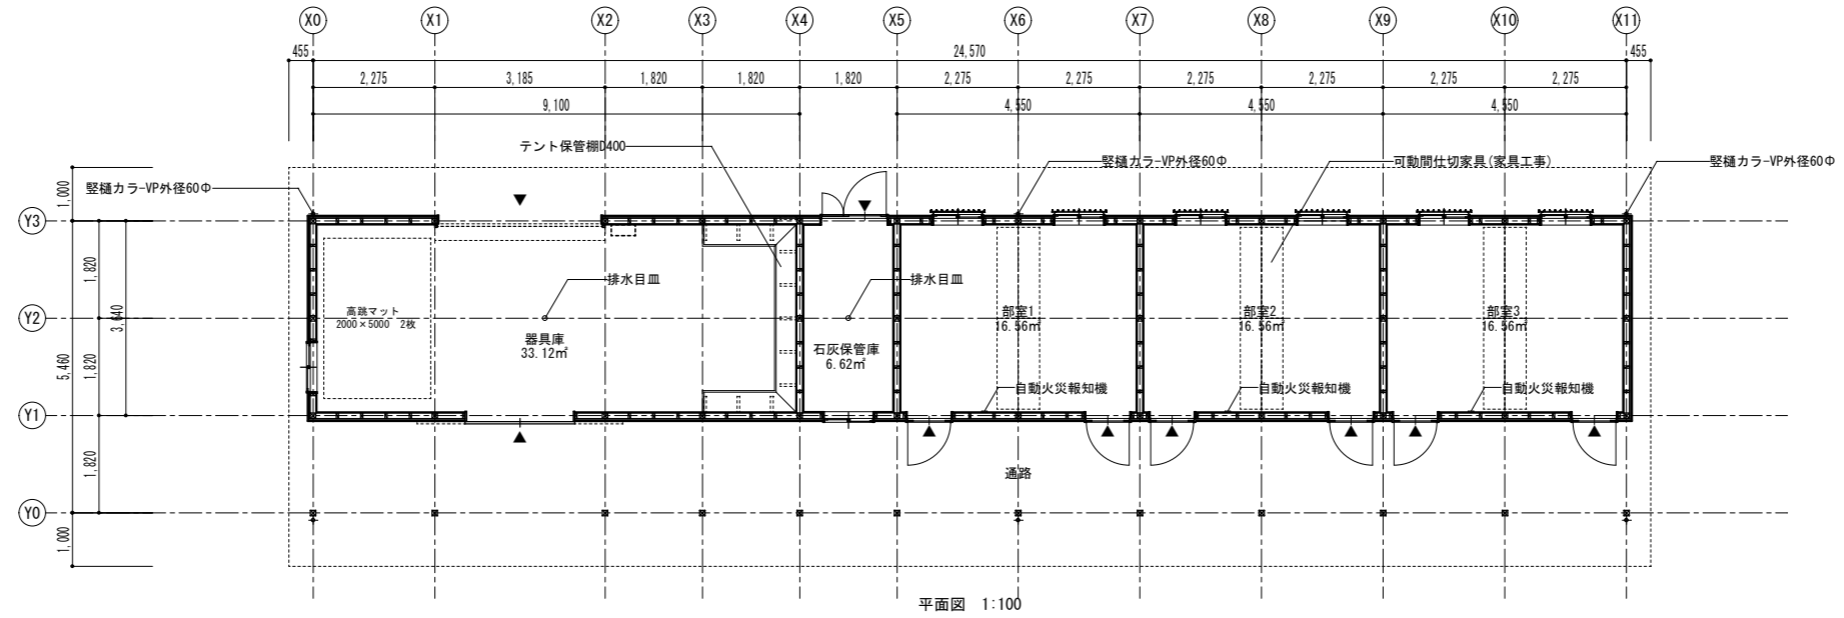 X0 X1 X2 X3 X4 X5 X6 X7 X8 X9 X10 X11
455 24,570 455
2,275 3,185 1,820 1,820 1,820 2,275 2,275 2,275 2,275 2,275 2,275
9,100 4,550 4,550 4,550
テント保管棚D400
竪樋カラ-VP外径60Φ
竪樋カラ-VP外径60Φ
可動間仕切家具(家具工事)
竪樋カラ-VP外径60Φ
Y3
Y2
Y1
Y0
1,000
1,820
3,640
5,460
1,820
1,820
1,000
高跳マット
2000×5000 2枚
排水目皿
器具庫
33.12㎡
排水目皿
石灰保管庫
6.62㎡
部室1
16.56㎡
部室2
16.56㎡
部室3
16.56㎡
自動火災報知機
自動火災報知機
自動火災報知機
通路
平面図 1:100